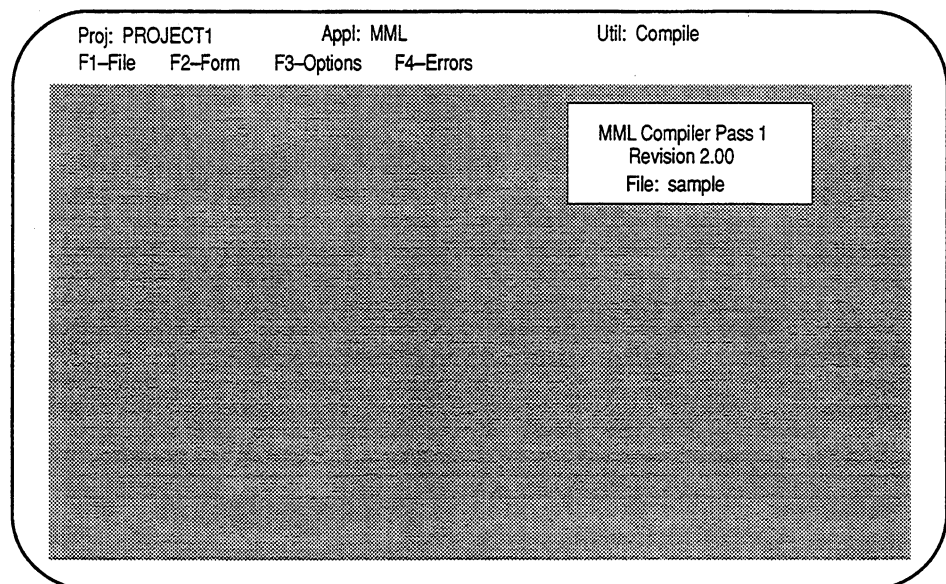 Proj: PROJECT1 Appl: MML Util: Compile
F1–File F2–Form F3–Options F4–Errors
MML Compiler Pass 1
Revision 2.00
File: sample